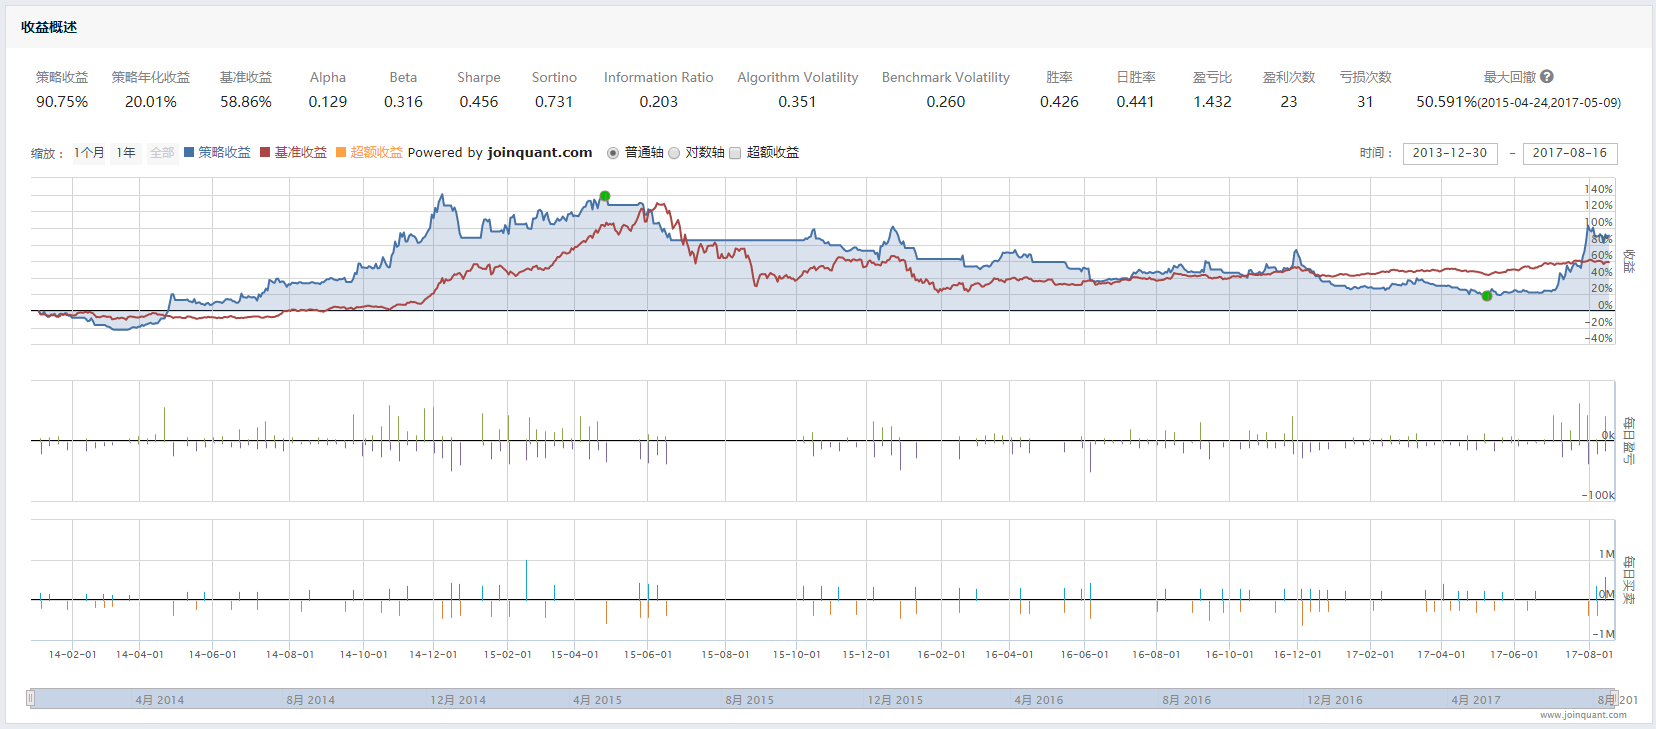 收益概述
策略收益 策略年化收益 基准收益 Alpha Beta Sharpe Sortino Information Ratio Algorithm Volatility Benchmark Volatility 胜率 日胜率 盈亏比 盈利次数 亏损次数 最大回撤 ?
90.75% 20.01% 58.86% 0.129 0.316 0.456 0.731 0.203 0.351 0.260 0.426 0.441 1.432 23 31 50.591%(2015-04-24,2017-05-09)
缩放： 1个月 1年 全部 策略收益 基准收益 超额收益 Powered by joinquant.com 普通轴 对数轴 超额收益 时间： 2013-12-30 - 2017-08-16
140%
120%
100%
80%
60%
40%
20%
0%
-20%
-40%
收益
0k
-100k
每日盈亏
1M
0M
-1M
每日买卖
14-02-01 14-04-01 14-06-01 14-08-01 14-10-01 14-12-01 15-02-01 15-04-01 15-06-01 15-08-01 15-10-01 15-12-01 16-02-01 16-04-01 16-06-01 16-08-01 16-10-01 16-12-01 17-02-01 17-04-01 17-06-01 17-08-01
4月 2014 8月 2014 12月 2014 4月 2015 8月 2015 12月 2015 4月 2016 8月 2016 12月 2016 4月 2017 8月 201
www.joinquant.com